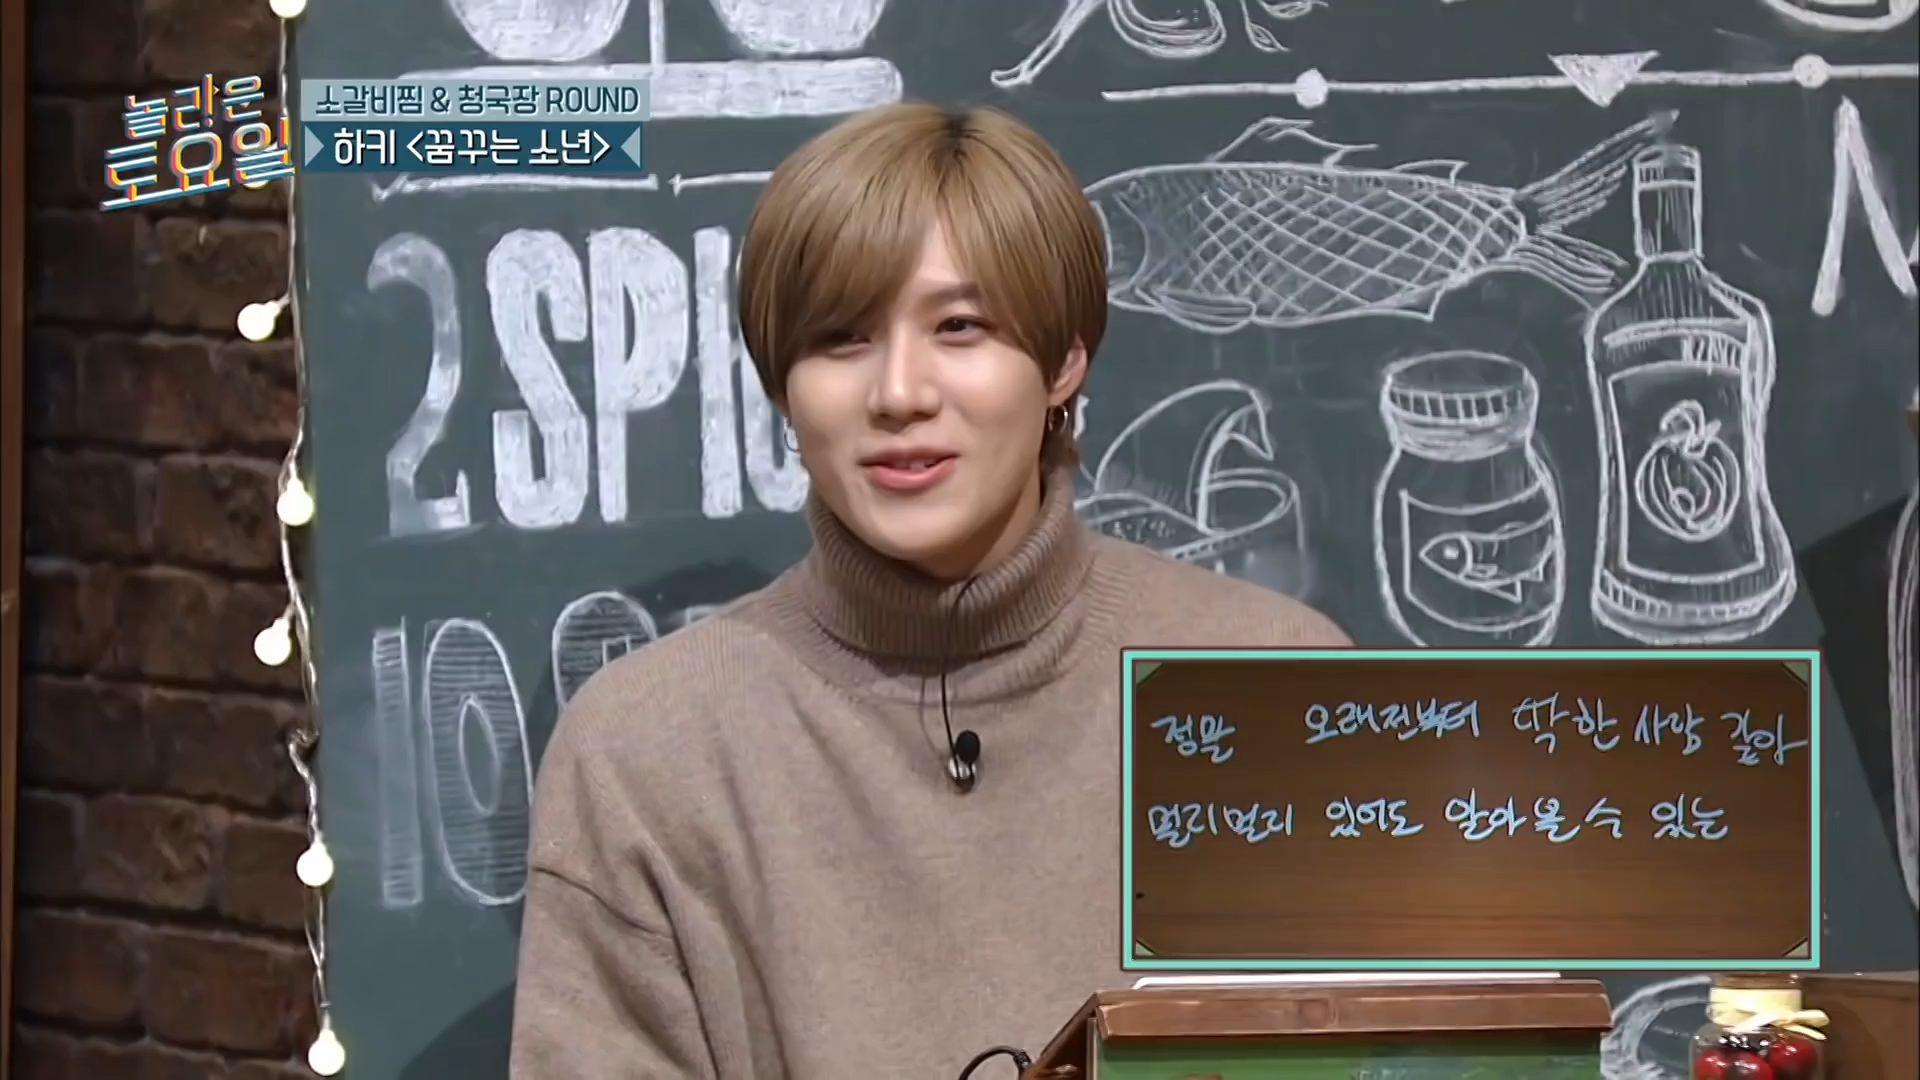 놀라운
토요일
소갈비찜 & 청국장 ROUND
하키 <꿈꾸는 소년>
2 SPIC
10
정말 오래전부터 딱 한 사람 같아
멀리멀리 있어도 알아볼 수 있는